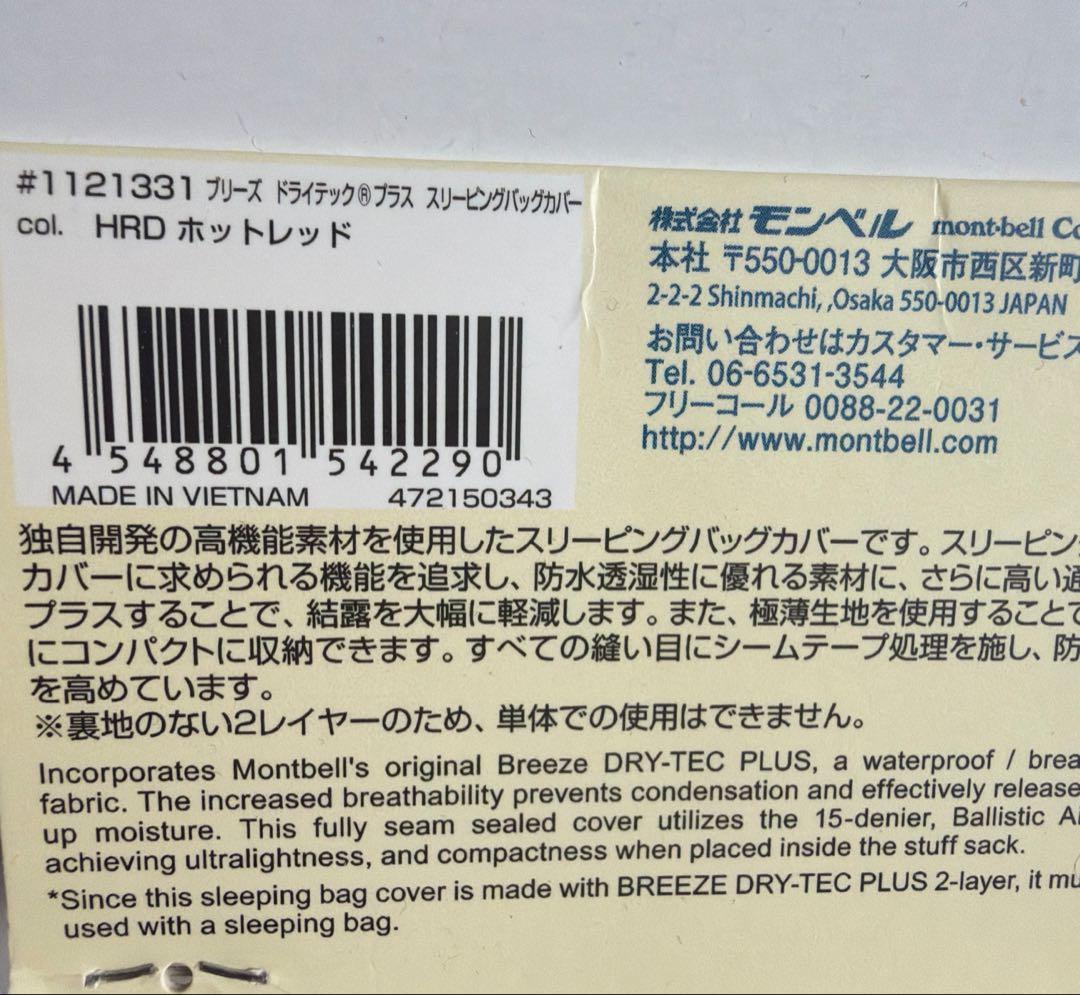 #1121331 ブリーズ ドライテック®プラス スリーピングバッグカバー
col. HRD ホットレッド
4 548801 542290
MADE IN VIETNAM 472150343
株式会社 モンベル mont·bell Co
本社 〒550-0013 大阪市西区新町
2-2-2 Shinmachi, ,Osaka 550-0013 JAPAN
お問い合わせはカスタマー・サービス
Tel. 06-6531-3544
フリーコール 0088-22-0031
http://www.montbell.com
独自開発の高機能素材を使用したスリーピングバッグカバーです。スリーピン
カバーに求められる機能を追求し、防水透湿性に優れる素材に、さらに高い通
プラスすることで、結露を大幅に軽減します。また、極薄生地を使用することで
にコンパクトに収納できます。すべての縫い目にシームテープ処理を施し、防
を高めています。
※裏地のない2レイヤーのため、単体での使用はできません。
Incorporates Montbell's original Breeze DRY-TEC PLUS, a waterproof / brea
fabric. The increased breathability prevents condensation and effectively release
up moisture. This fully seam sealed cover utilizes the 15-denier, Ballistic Ai
achieving ultralightness, and compactness when placed inside the stuff sack.
*Since this sleeping bag cover is made with BREEZE DRY-TEC PLUS 2-layer, it mu
used with a sleeping bag.